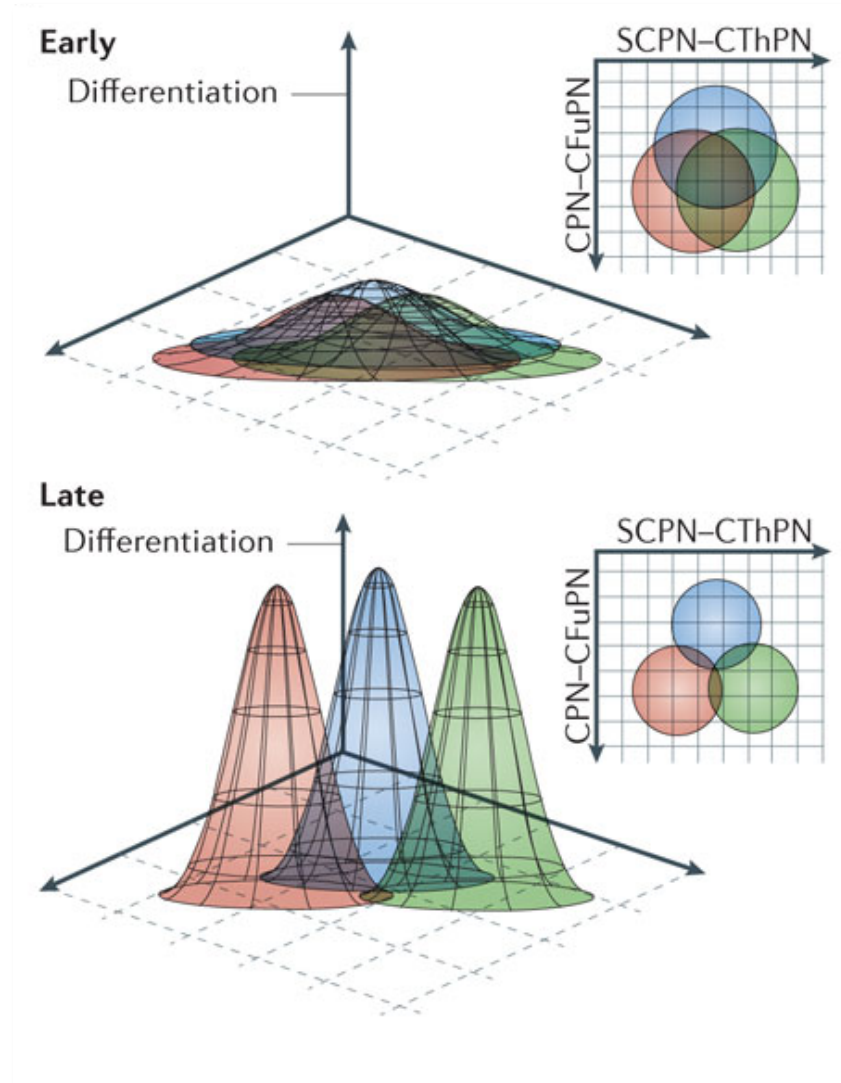 Early
Differentiation
SCPN–CThPN
CPN–CFuPN
Late
Differentiation
SCPN–CThPN
CPN–CFuPN